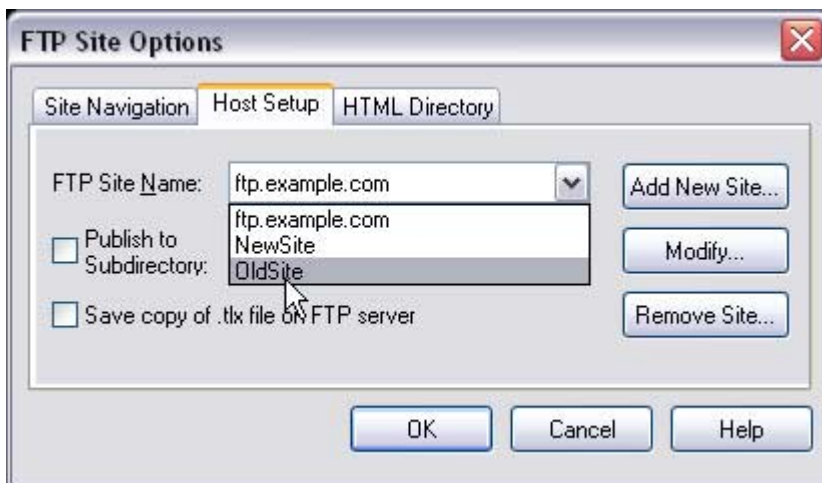 FTP Site Options
Site Navigation
Host Setup
HTML Directory
FTP Site Name:
ftp.example.com
Add New Site...
ftp.example.com
NewSite
OldSite
Publish to
Subdirectory:
Modify...
Save copy of .tlx file on FTP server
Remove Site...
OK
Cancel
Help